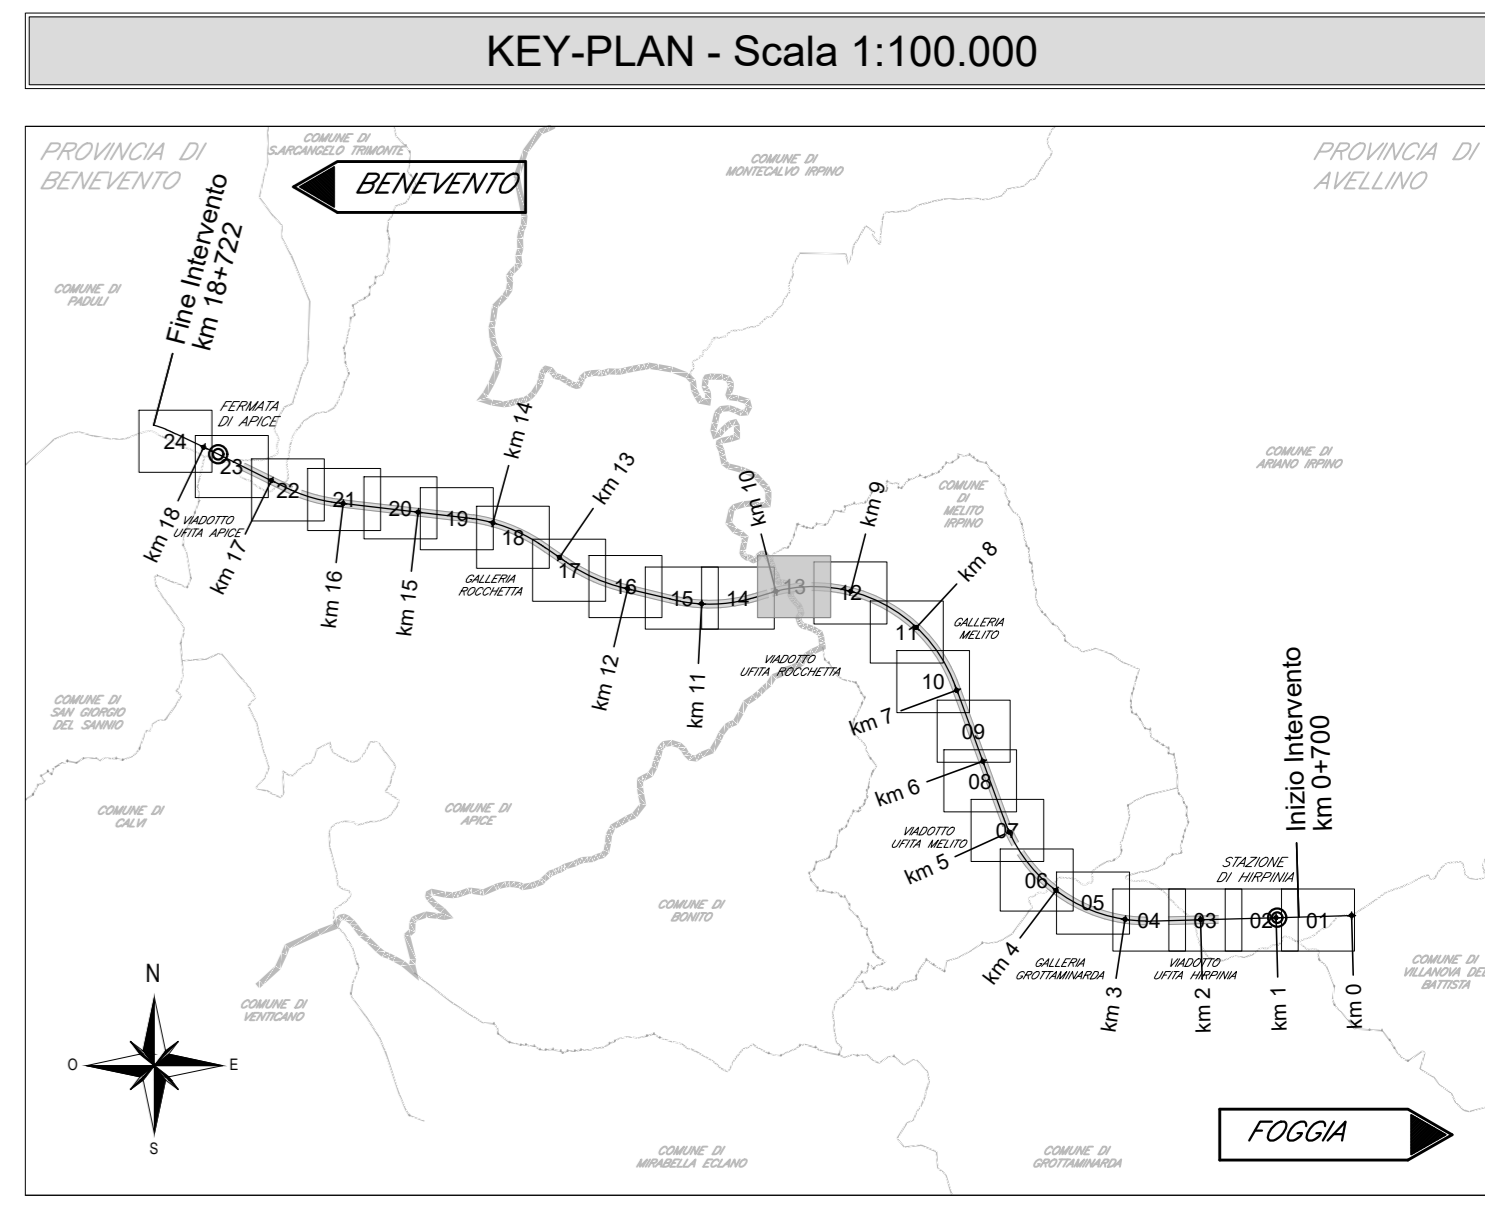 KEY-PLAN - Scala 1:100.000
PROVINCIA DI
BENEVENTO
COMUNE DI
S.ARCANGELO TRIMONTE
BENEVENTO
COMUNE DI
MONTECALVO IRPINO
PROVINCIA DI
AVELLINO
Fine Intervento
km 18+722
COMUNE DI
PADULI
FERMATA
DI APICE
24
23
22
21
20
19
18
17
16
15
14
13
12
11
10
09
08
07
06
05
04
03
02
01
km 18
km 17
km 16
km 15
km 14
km 13
km 12
km 11
km 10
km 9
km 8
km 7
km 6
km 5
km 4
km 3
km 2
km 1
km 0
VIADOTTO
UFITA APICE
GALLERIA
ROCCHETTA
VIADOTTO
UFITA ROCCHETTA
COMUNE
DI
MELITO
IRPINO
COMUNE DI
ARIANO IRPINO
GALLERIA
MELITO
COMUNE DI
SAN GIORGIO
DEL SANNIO
COMUNE DI
CALVI
COMUNE DI
APICE
VIADOTTO
UFITA MELITO
Inizio Intervento
km 0+700
STAZIONE
DI HIRPINIA
COMUNE DI
BONITO
GALLERIA
GROTTAMINARDA
VIADOTTO
UFITA HIRPINIA
COMUNE DI
VILLANOVA DEL
BATTISTA
COMUNE DI
VENTICANO
N
O
E
S
FOGGIA
COMUNE DI
MIRABELLA ECLANO
COMUNE DI
GROTTAMINARDA